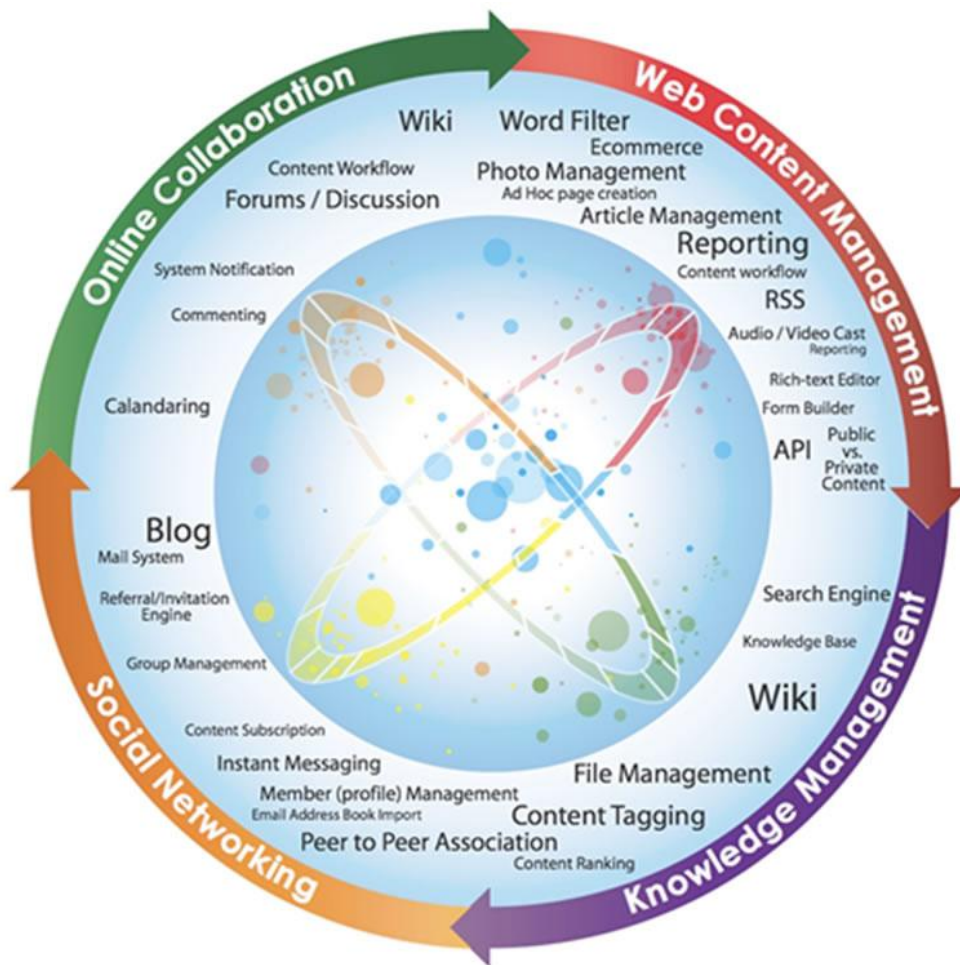 Online Collaboration
Web Content Management
Knowledge Management
Social Networking
Wiki
Content Workflow
Forums / Discussion
System Notification
Commenting
Calandaring
Word Filter
Ecommerce
Photo Management
Ad Hoc page creation
Article Management
Reporting
Content workflow
RSS
Audio / Video Cast
Reporting
Rich-text Editor
Form Builder
API
Public
vs.
Private
Content
Search Engine
Knowledge Base
Wiki
File Management
Content Tagging
Content Ranking
Blog
Mail System
Referral/Invitation
Engine
Group Management
Content Subscription
Instant Messaging
Member (profile) Management
Email Address Book Import
Peer to Peer Association